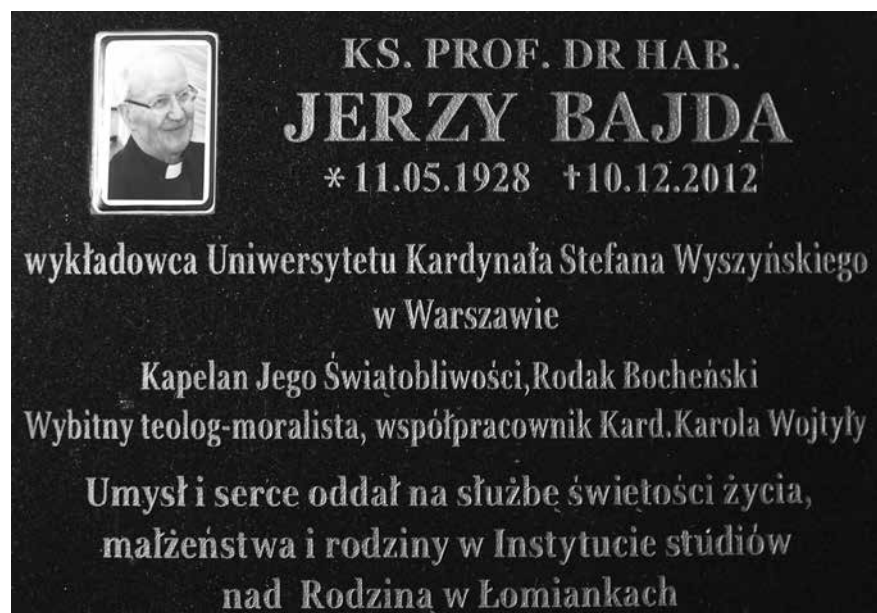 KS. PROF. DR HAB.
JERZY BAJDA
* 11.05.1928 †10.12.2012
wykładowca Uniwersytetu Kardynała Stefana Wyszyńskiego
w Warszawie
Kapelan Jego Świątobliwości,Rodak Bocheński
Wybitny teolog-moralista, współpracownik Kard.Karola Wojtyły
Umysł i serce oddał na służbę świętości życia,
małżeństwa i rodziny w Instytucie stúdiów
nad Rodziną w Łomiankach